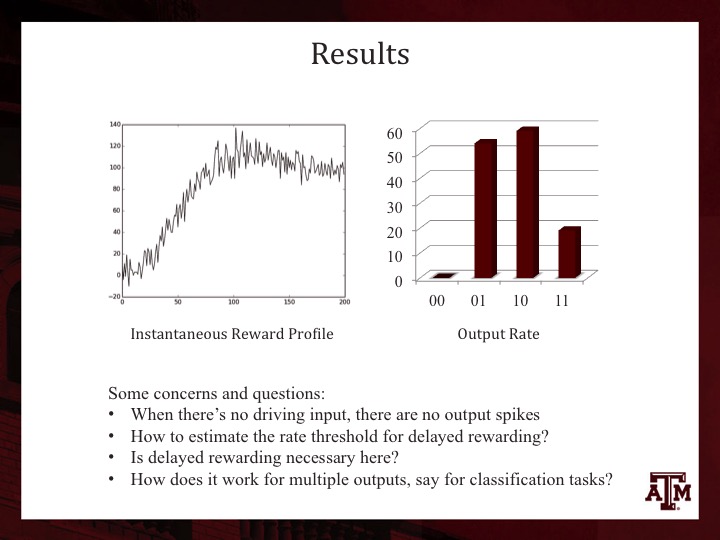 Results
140
120
100
80
60
40
20
0
−20
0 50 100 150 200
Instantaneous Reward Profile
60
50
40
30
20
10
0
00 01 10 11
Output Rate
Some concerns and questions:
• When there’s no driving input, there are no output spikes
• How to estimate the rate threshold for delayed rewarding?
• Is delayed rewarding necessary here?
• How does it work for multiple outputs, say for classification tasks?
ATM